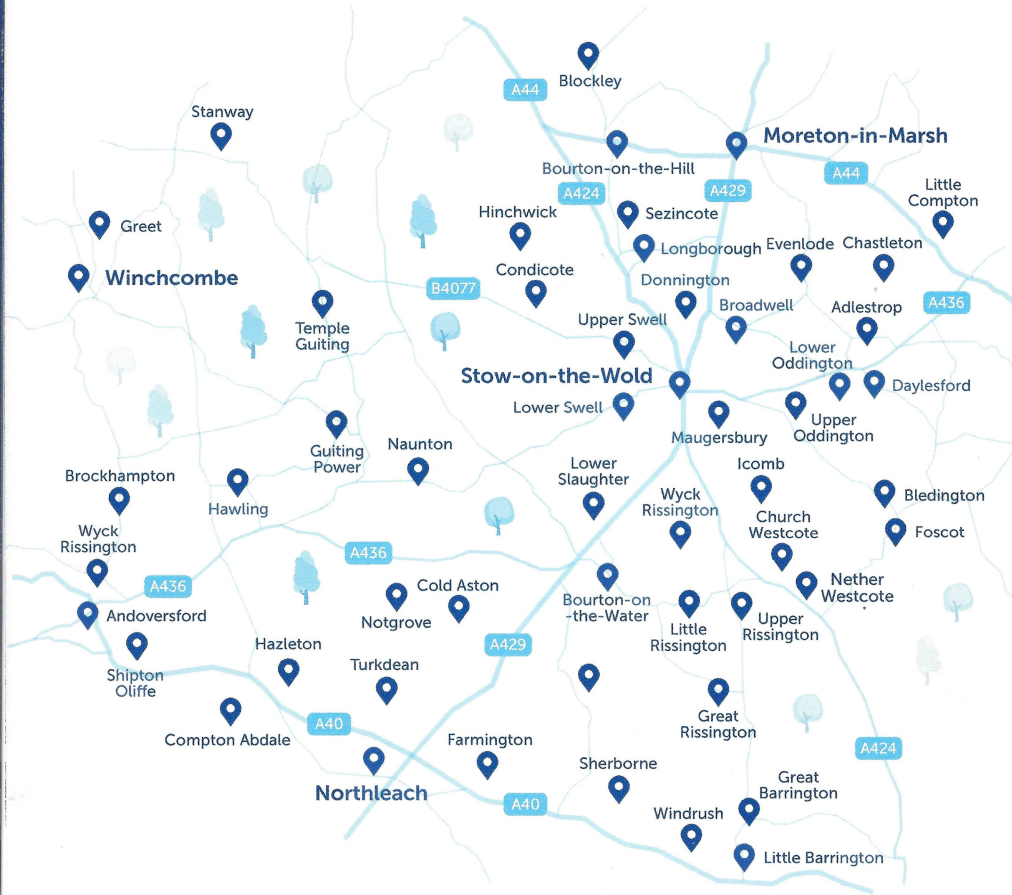 Blockley
A44
Stanway
Moreton-in-Marsh
Bourton-on-the-Hill
A44
A424
A429
Little
Compton
Hinchwick
Sezincote
Greet
Longborough
Evenlode
Chastleton
Winchcombe
Condicote
Donnington
B4077
Broadwell
Adlestrop
A436
Temple
Guiting
Upper Swell
Lower
Oddington
Stow-on-the-Wold
Daylesford
Lower Swell
Upper
Oddington
Maugersbury
Guiting
Power
Naunton
Brockhampton
Hawling
Lower
Slaughter
Icomb
Wyck
Rissington
Bledington
Church
Westcote
Foscot
Wyck
Rissington
A436
A436
Cold Aston
Nether
Westcote
Andoversford
Notgrove
Bourton-on
-the-Water
Little
Rissington
Upper
Rissington
Hazleton
A429
Shipton
Oliffe
Turkdean
Great
Rissington
Compton Abdale
A40
Farmington
A424
Sherborne
Northleach
Great
Barrington
A40
Windrush
Little Barrington